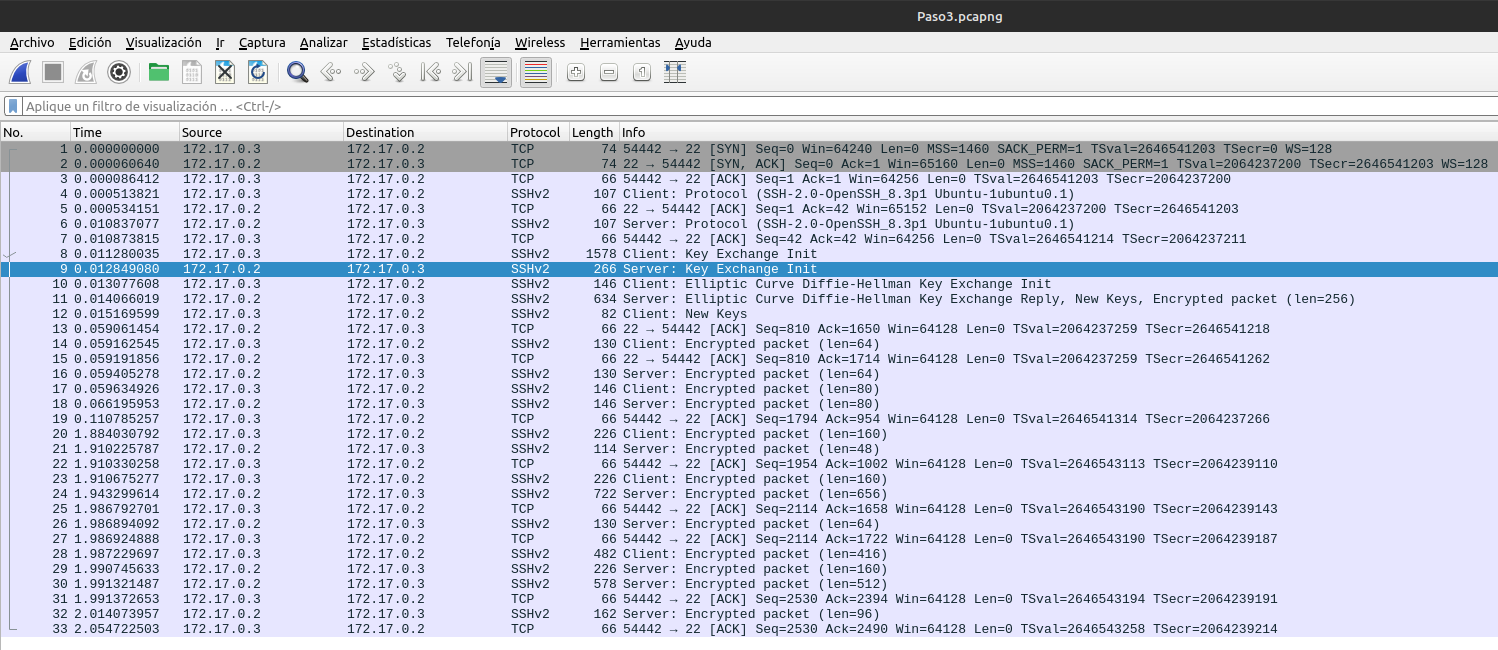 Paso3.pcapng
Archivo Edición Visualización Ir Captura Analizar Estadísticas Telefonía Wireless Herramientas Ayuda
Aplique un filtro de visualización … <Ctrl-/>
No. Time Source Destination Protocol Length Info
1 0.000000000 172.17.0.3 172.17.0.2 TCP 74 54442 → 22 [SYN] Seq=0 Win=64240 Len=0 MSS=1460 SACK_PERM=1 TSval=2646541203 TSecr=0 WS=128
2 0.000060640 172.17.0.2 172.17.0.3 TCP 74 22 → 54442 [SYN, ACK] Seq=0 Ack=1 Win=65160 Len=0 MSS=1460 SACK_PERM=1 TSval=2064237200 TSecr=2646541203 WS=128
3 0.000086412 172.17.0.3 172.17.0.2 TCP 66 54442 → 22 [ACK] Seq=1 Ack=1 Win=64256 Len=0 TSval=2646541203 TSecr=2064237200
4 0.000513821 172.17.0.3 172.17.0.2 SSHv2 107 Client: Protocol (SSH-2.0-OpenSSH_8.3p1 Ubuntu-1ubuntu0.1)
5 0.000534151 172.17.0.2 172.17.0.3 TCP 66 22 → 54442 [ACK] Seq=1 Ack=42 Win=65152 Len=0 TSval=2064237200 TSecr=2646541203
6 0.010837077 172.17.0.2 172.17.0.3 SSHv2 107 Server: Protocol (SSH-2.0-OpenSSH_8.3p1 Ubuntu-1ubuntu0.1)
7 0.010873815 172.17.0.3 172.17.0.2 TCP 66 54442 → 22 [ACK] Seq=42 Ack=42 Win=64256 Len=0 TSval=2646541214 TSecr=2064237211
8 0.011280035 172.17.0.3 172.17.0.2 SSHv2 1578 Client: Key Exchange Init
9 0.012849080 172.17.0.2 172.17.0.3 SSHv2 266 Server: Key Exchange Init
10 0.013077608 172.17.0.3 172.17.0.2 SSHv2 146 Client: Elliptic Curve Diffie-Hellman Key Exchange Init
11 0.014066019 172.17.0.2 172.17.0.3 SSHv2 634 Server: Elliptic Curve Diffie-Hellman Key Exchange Reply, New Keys, Encrypted packet (len=256)
12 0.015169599 172.17.0.3 172.17.0.2 SSHv2 82 Client: New Keys
13 0.059061454 172.17.0.2 172.17.0.3 TCP 66 22 → 54442 [ACK] Seq=810 Ack=1650 Win=64128 Len=0 TSval=2064237259 TSecr=2646541218
14 0.059162545 172.17.0.3 172.17.0.2 SSHv2 130 Client: Encrypted packet (len=64)
15 0.059191856 172.17.0.2 172.17.0.3 TCP 66 22 → 54442 [ACK] Seq=810 Ack=1714 Win=64128 Len=0 TSval=2064237259 TSecr=2646541262
16 0.059405278 172.17.0.2 172.17.0.3 SSHv2 130 Server: Encrypted packet (len=64)
17 0.059634926 172.17.0.3 172.17.0.2 SSHv2 146 Client: Encrypted packet (len=80)
18 0.066195953 172.17.0.2 172.17.0.3 SSHv2 146 Server: Encrypted packet (len=80)
19 0.110785257 172.17.0.3 172.17.0.2 TCP 66 54442 → 22 [ACK] Seq=1794 Ack=954 Win=64128 Len=0 TSval=2646541314 TSecr=2064237266
20 1.884030792 172.17.0.3 172.17.0.2 SSHv2 226 Client: Encrypted packet (len=160)
21 1.910225787 172.17.0.2 172.17.0.3 SSHv2 114 Server: Encrypted packet (len=48)
22 1.910330258 172.17.0.3 172.17.0.2 TCP 66 54442 → 22 [ACK] Seq=1954 Ack=1002 Win=64128 Len=0 TSval=2646543113 TSecr=2064239110
23 1.910675277 172.17.0.3 172.17.0.2 SSHv2 226 Client: Encrypted packet (len=160)
24 1.943299614 172.17.0.2 172.17.0.3 SSHv2 722 Server: Encrypted packet (len=656)
25 1.986792701 172.17.0.3 172.17.0.2 TCP 66 54442 → 22 [ACK] Seq=2114 Ack=1658 Win=64128 Len=0 TSval=2646543190 TSecr=2064239143
26 1.986894092 172.17.0.2 172.17.0.3 SSHv2 130 Server: Encrypted packet (len=64)
27 1.986924888 172.17.0.3 172.17.0.2 TCP 66 54442 → 22 [ACK] Seq=2114 Ack=1722 Win=64128 Len=0 TSval=2646543190 TSecr=2064239187
28 1.987229697 172.17.0.3 172.17.0.2 SSHv2 482 Client: Encrypted packet (len=416)
29 1.990745633 172.17.0.2 172.17.0.3 SSHv2 226 Server: Encrypted packet (len=160)
30 1.991321487 172.17.0.2 172.17.0.3 SSHv2 578 Server: Encrypted packet (len=512)
31 1.991372653 172.17.0.3 172.17.0.2 TCP 66 54442 → 22 [ACK] Seq=2530 Ack=2394 Win=64128 Len=0 TSval=2646543194 TSecr=2064239191
32 2.014073957 172.17.0.2 172.17.0.3 SSHv2 162 Server: Encrypted packet (len=96)
33 2.054722503 172.17.0.3 172.17.0.2 TCP 66 54442 → 22 [ACK] Seq=2530 Ack=2490 Win=64128 Len=0 TSval=2646543258 TSecr=2064239214